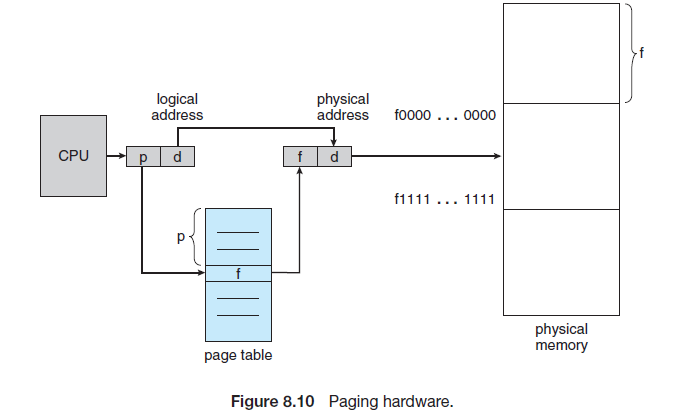 logical
address
physical
address
f0000 ... 0000
f
CPU
p
d
f
d
f1111 ... 1111
p
f
page table
physical
memory
Figure 8.10 Paging hardware.